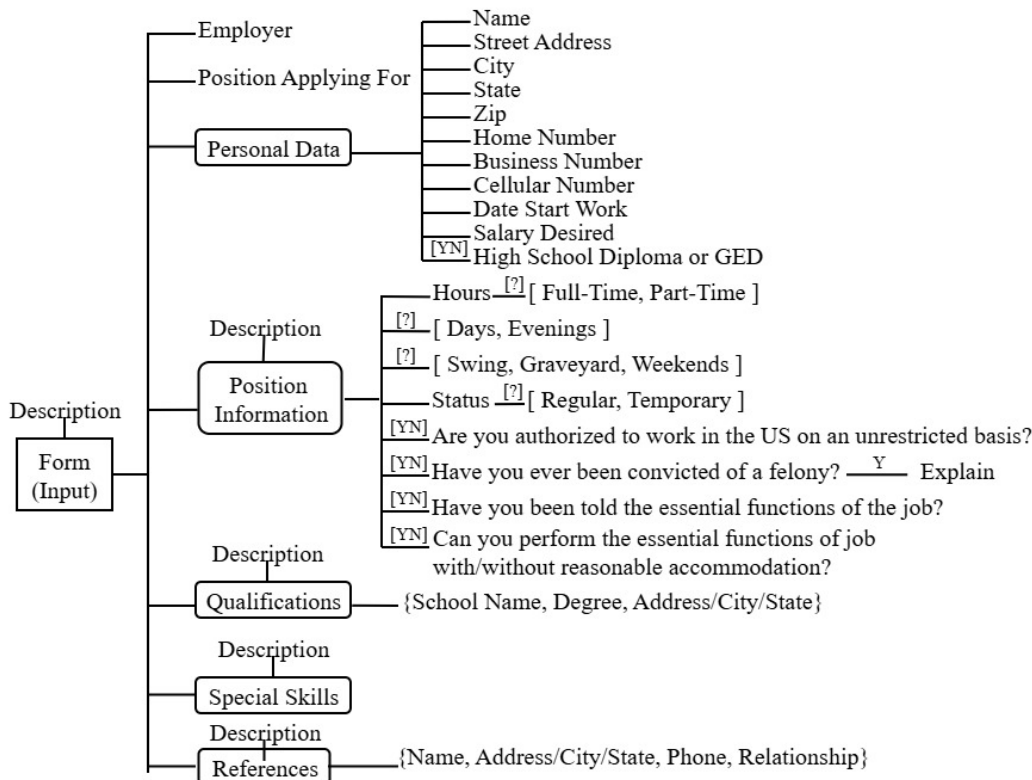 Employer
Position Applying For
Personal Data
Name
Street Address
City
State
Zip
Home Number
Business Number
Cellular Number
Date Start Work
Salary Desired
[YN] High School Diploma or GED
Description
Position
Information
Hours [?] [ Full-Time, Part-Time ]
[?] [ Days, Evenings ]
[?] [ Swing, Graveyard, Weekends ]
Status [?] [ Regular, Temporary ]
[YN] Are you authorized to work in the US on an unrestricted basis?
[YN] Have you ever been convicted of a felony? Y Explain
[YN] Have you been told the essential functions of the job?
[YN] Can you perform the essential functions of job
with/without reasonable accommodation?
Description
Form
(Input)
Description
Qualifications
{School Name, Degree, Address/City/State}
Description
Special Skills
Description
References
{Name, Address/City/State, Phone, Relationship}